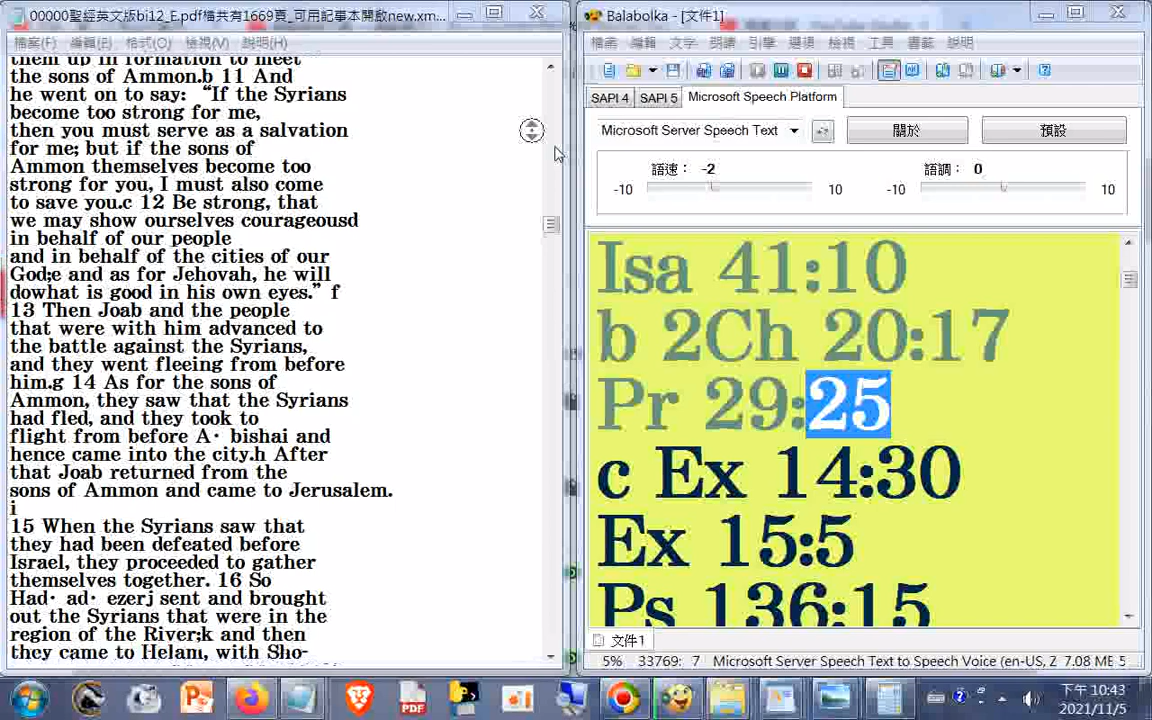 00000聖經英文版bi12_E.pdf檔共有1669頁_可用記事本開啟new.xm...
檔案(F) 編輯(E) 格式(O) 檢視(V) 說明(H)
them up in formation to meet
the sons of Ammon.b 11 And
he went on to say: “If the Syrians
become too strong for me,
then you must serve as a salvation
for me; but if the sons of
Ammon themselves become too
strong for you, I must also come
to save you.c 12 Be strong, that
we may show ourselves courageousd
in behalf of our people
and in behalf of the cities of our
God;e and as for Jehovah, he will
dowhat is good in his own eyes.” f
13 Then Joab and the people
that were with him advanced to
the battle against the Syrians,
and they went fleeing from before
him.g 14 As for the sons of
Ammon, they saw that the Syrians
had fled, and they took to
flight from before A· bishai and
hence came into the city.h After
that Joab returned from the
sons of Ammon and came to Jerusalem.
i
15 When the Syrians saw that
they had been defeated before
Israel, they proceeded to gather
themselves together. 16 So
Had· ad· ezerj sent and brought
out the Syrians that were in the
region of the River;k and then
they came to Helam, with Sho-
Balabolka - [文件1]
檔案 編輯 文字 朗讀 引擎 選項 檢視 工具 書籤 說明
SAPI 4 SAPI 5 Microsoft Speech Platform
Microsoft Server Speech Text 關於 預設
語速： -2 語調： 0
-10 10 -10 10
Isa 41:10
b 2Ch 20:17
Pr 29:25
c Ex 14:30
Ex 15:5
Ps 136:15
文件1
5% 33769: 7 Microsoft Server Speech Text to Speech Voice (en-US, Z 7.08 MB 5
PDF
下午 10:43
2021/11/5